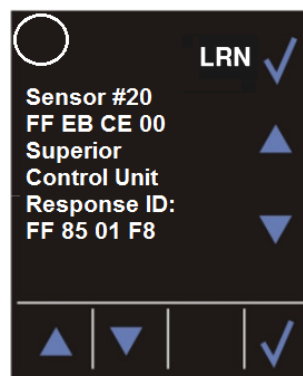 LRN
Sensor #20
FF EB CE 00
Superior
Control Unit
Response ID:
FF 85 01 F8